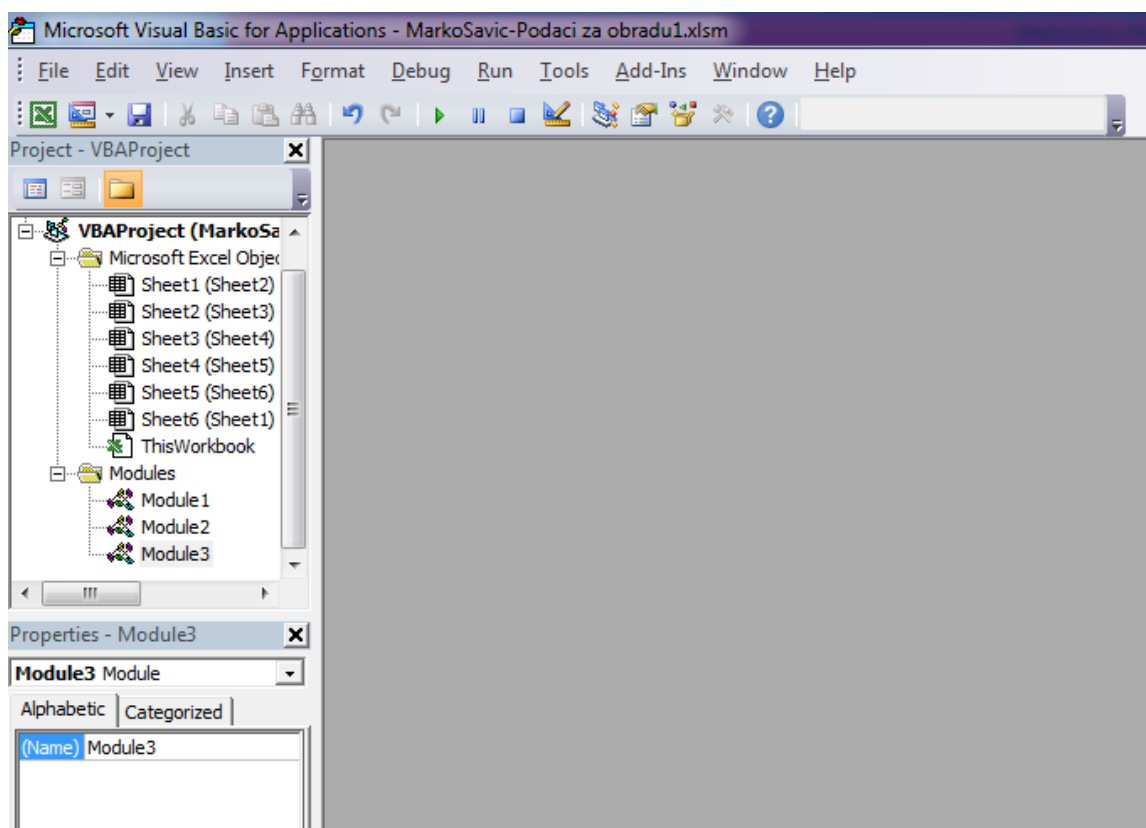 Microsoft Visual Basic for Applications - MarkoSavic-Podaci za obradu1.xlsm
File Edit View Insert Format Debug Run Tools Add-Ins Window Help
Project - VBAProject
VBAProject (MarkoSa
Microsoft Excel Objec
Sheet1 (Sheet2)
Sheet2 (Sheet3)
Sheet3 (Sheet4)
Sheet4 (Sheet5)
Sheet5 (Sheet6)
Sheet6 (Sheet1)
ThisWorkbook
Modules
Module1
Module2
Module3
Properties - Module3
Module3 Module
Alphabetic Categorized
(Name) Module3